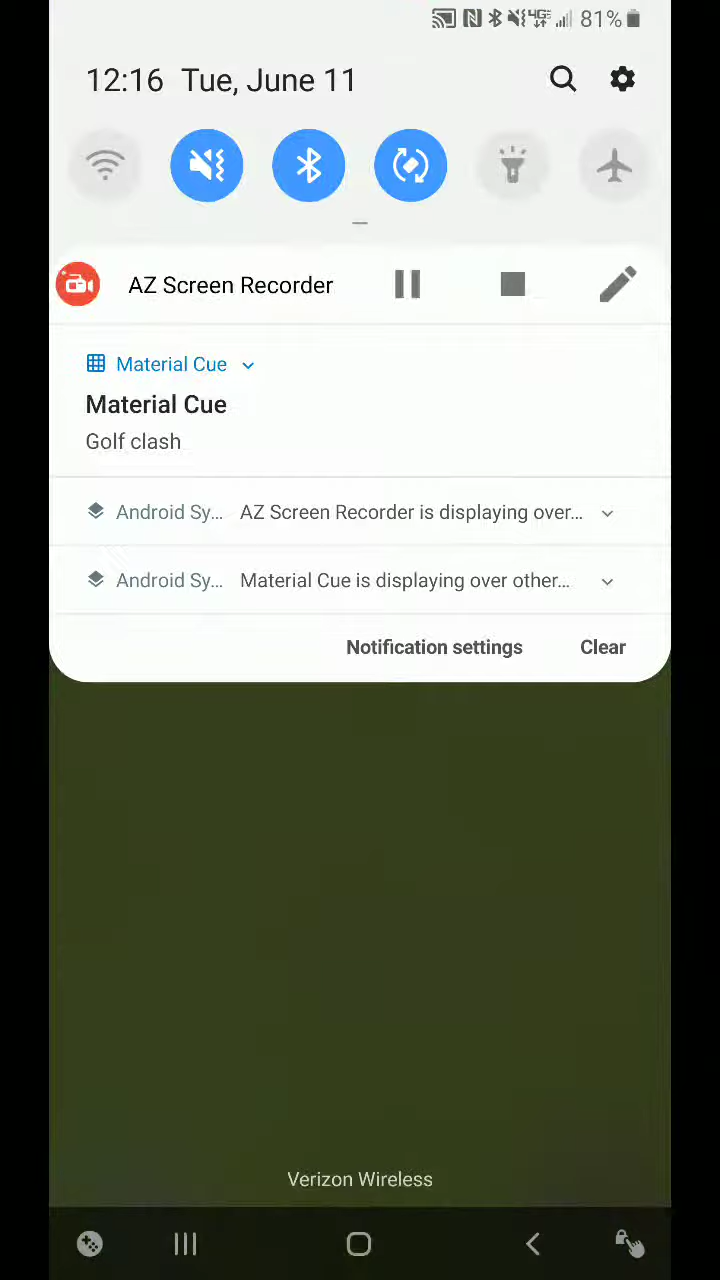 4GE 81%
12:16 Tue, June 11
AZ Screen Recorder
Material Cue
Material Cue
Golf clash
Android Sy... AZ Screen Recorder is displaying over...
Android Sy... Material Cue is displaying over other...
Notification settings Clear
Verizon Wireless